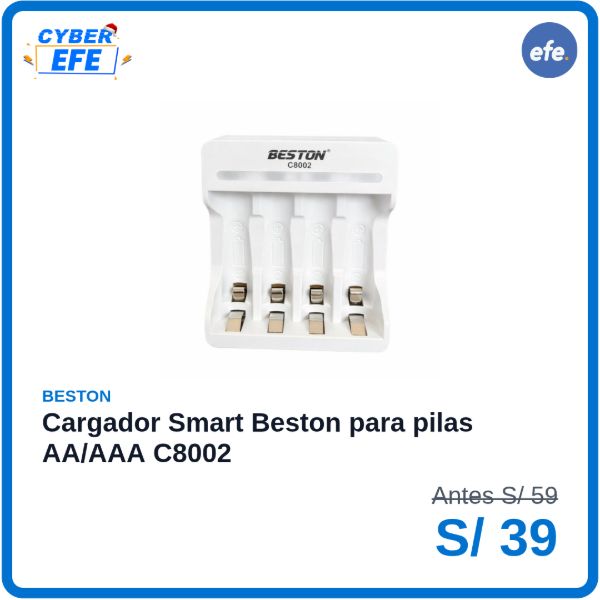 CYBER
EFE
efe.
BESTON®
C8002
BESTON
Cargador Smart Beston para pilas
AA/AAA C8002
Antes S/ 59
S/ 39